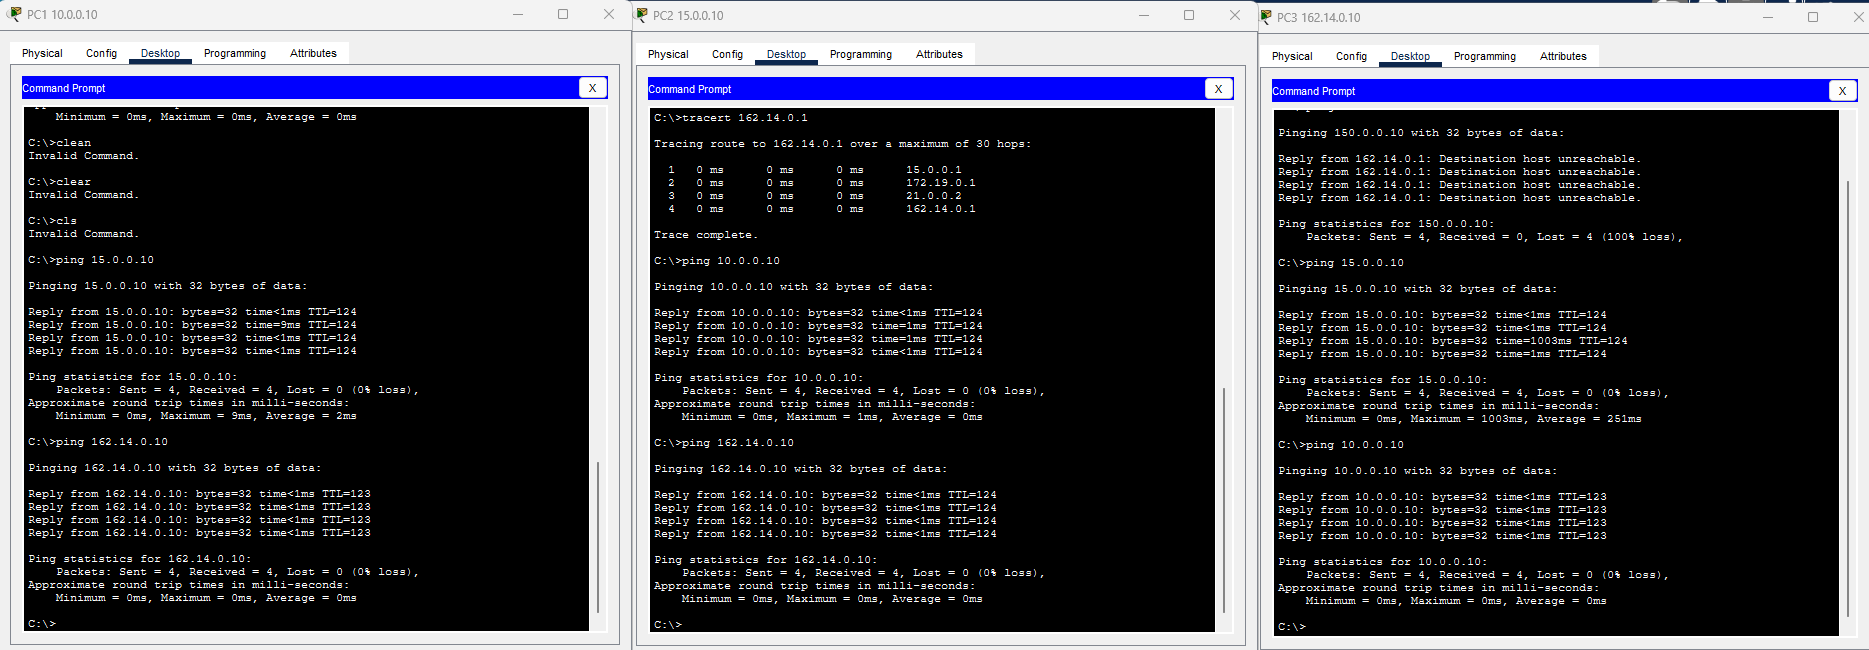 PC1 10.0.0.10
Physical Config Desktop Programming Attributes
Command Prompt X
Minimum = 0ms, Maximum = 0ms, Average = 0ms
C:\>clean
Invalid Command.
C:\>clear
Invalid Command.
C:\>cls
Invalid Command.
C:\>ping 15.0.0.10
Pinging 15.0.0.10 with 32 bytes of data:
Reply from 15.0.0.10: bytes=32 time<1ms TTL=124
Reply from 15.0.0.10: bytes=32 time=9ms TTL=124
Reply from 15.0.0.10: bytes=32 time<1ms TTL=124
Reply from 15.0.0.10: bytes=32 time<1ms TTL=124
Ping statistics for 15.0.0.10:
Packets: Sent = 4, Received = 4, Lost = 0 (0% loss),
Approximate round trip times in milli-seconds:
Minimum = 0ms, Maximum = 9ms, Average = 2ms
C:\>ping 162.14.0.10
Pinging 162.14.0.10 with 32 bytes of data:
Reply from 162.14.0.10: bytes=32 time<1ms TTL=123
Reply from 162.14.0.10: bytes=32 time<1ms TTL=123
Reply from 162.14.0.10: bytes=32 time<1ms TTL=123
Reply from 162.14.0.10: bytes=32 time<1ms TTL=123
Ping statistics for 162.14.0.10:
Packets: Sent = 4, Received = 4, Lost = 0 (0% loss),
Approximate round trip times in milli-seconds:
Minimum = 0ms, Maximum = 0ms, Average = 0ms
C:\>
PC2 15.0.0.10
Physical Config Desktop Programming Attributes
Command Prompt X
C:\>tracert 162.14.0.1
Tracing route to 162.14.0.1 over a maximum of 30 hops:
1 0 ms 0 ms 0 ms 15.0.0.1
2 0 ms 0 ms 0 ms 172.19.0.1
3 0 ms 0 ms 0 ms 21.0.0.2
4 0 ms 0 ms 0 ms 162.14.0.1
Trace complete.
C:\>ping 10.0.0.10
Pinging 10.0.0.10 with 32 bytes of data:
Reply from 10.0.0.10: bytes=32 time<1ms TTL=124
Reply from 10.0.0.10: bytes=32 time=1ms TTL=124
Reply from 10.0.0.10: bytes=32 time=1ms TTL=124
Reply from 10.0.0.10: bytes=32 time<1ms TTL=124
Ping statistics for 10.0.0.10:
Packets: Sent = 4, Received = 4, Lost = 0 (0% loss),
Approximate round trip times in milli-seconds:
Minimum = 0ms, Maximum = 1ms, Average = 0ms
C:\>ping 162.14.0.10
Pinging 162.14.0.10 with 32 bytes of data:
Reply from 162.14.0.10: bytes=32 time<1ms TTL=124
Reply from 162.14.0.10: bytes=32 time<1ms TTL=124
Reply from 162.14.0.10: bytes=32 time<1ms TTL=124
Reply from 162.14.0.10: bytes=32 time<1ms TTL=124
Ping statistics for 162.14.0.10:
Packets: Sent = 4, Received = 4, Lost = 0 (0% loss),
Approximate round trip times in milli-seconds:
Minimum = 0ms, Maximum = 0ms, Average = 0ms
C:\>
PC3 162.14.0.10
Physical Config Desktop Programming Attributes
Command Prompt X
Pinging 150.0.0.10 with 32 bytes of data:
Reply from 162.14.0.1: Destination host unreachable.
Reply from 162.14.0.1: Destination host unreachable.
Reply from 162.14.0.1: Destination host unreachable.
Reply from 162.14.0.1: Destination host unreachable.
Ping statistics for 150.0.0.10:
Packets: Sent = 4, Received = 0, Lost = 4 (100% loss),
C:\>ping 15.0.0.10
Pinging 15.0.0.10 with 32 bytes of data:
Reply from 15.0.0.10: bytes=32 time<1ms TTL=124
Reply from 15.0.0.10: bytes=32 time<1ms TTL=124
Reply from 15.0.0.10: bytes=32 time=1003ms TTL=124
Reply from 15.0.0.10: bytes=32 time=1ms TTL=124
Ping statistics for 15.0.0.10:
Packets: Sent = 4, Received = 4, Lost = 0 (0% loss),
Approximate round trip times in milli-seconds:
Minimum = 0ms, Maximum = 1003ms, Average = 251ms
C:\>ping 10.0.0.10
Pinging 10.0.0.10 with 32 bytes of data:
Reply from 10.0.0.10: bytes=32 time<1ms TTL=123
Reply from 10.0.0.10: bytes=32 time<1ms TTL=123
Reply from 10.0.0.10: bytes=32 time<1ms TTL=123
Reply from 10.0.0.10: bytes=32 time<1ms TTL=123
Ping statistics for 10.0.0.10:
Packets: Sent = 4, Received = 4, Lost = 0 (0% loss),
Approximate round trip times in milli-seconds:
Minimum = 0ms, Maximum = 0ms, Average = 0ms
C:\>